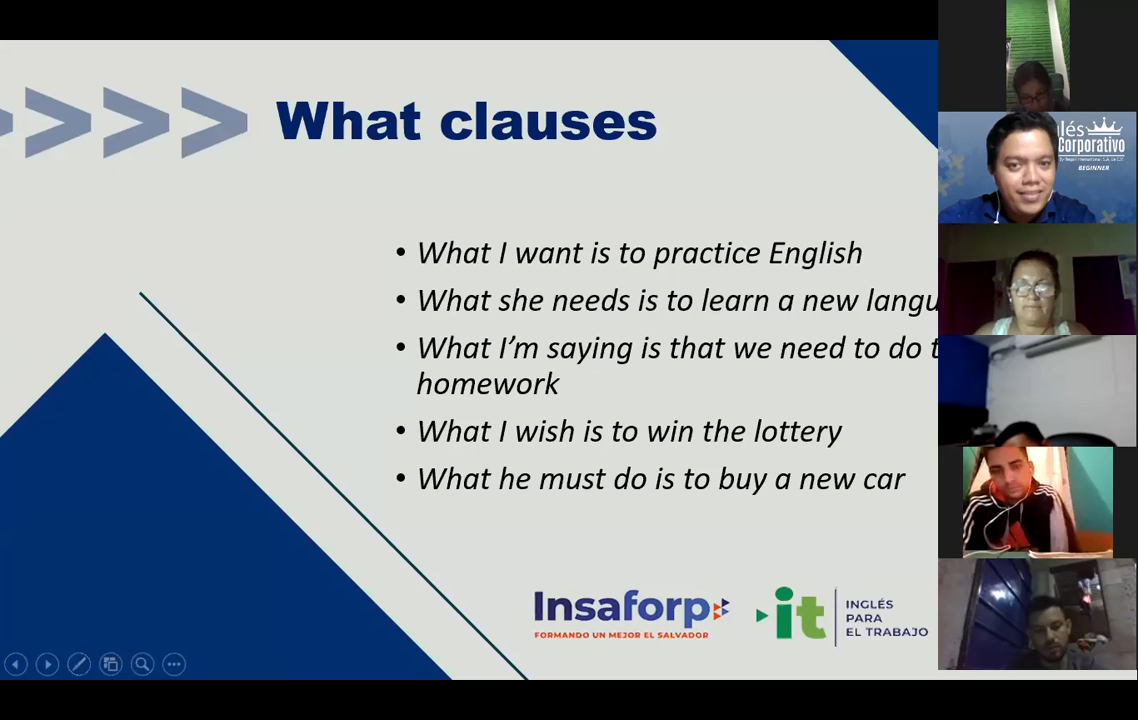 What clauses
• What I want is to practice English
• What she needs is to learn a new
• What I'm saying is that we need to do
homework
• What I wish is to win the lottery
• What he must do is to buy a new car
Insaforp
FORMANDO UN MEJOR EL SALVADOR
it
INGLÉS
PARA
EL TRABAJO
Corporativo
BEGINNER